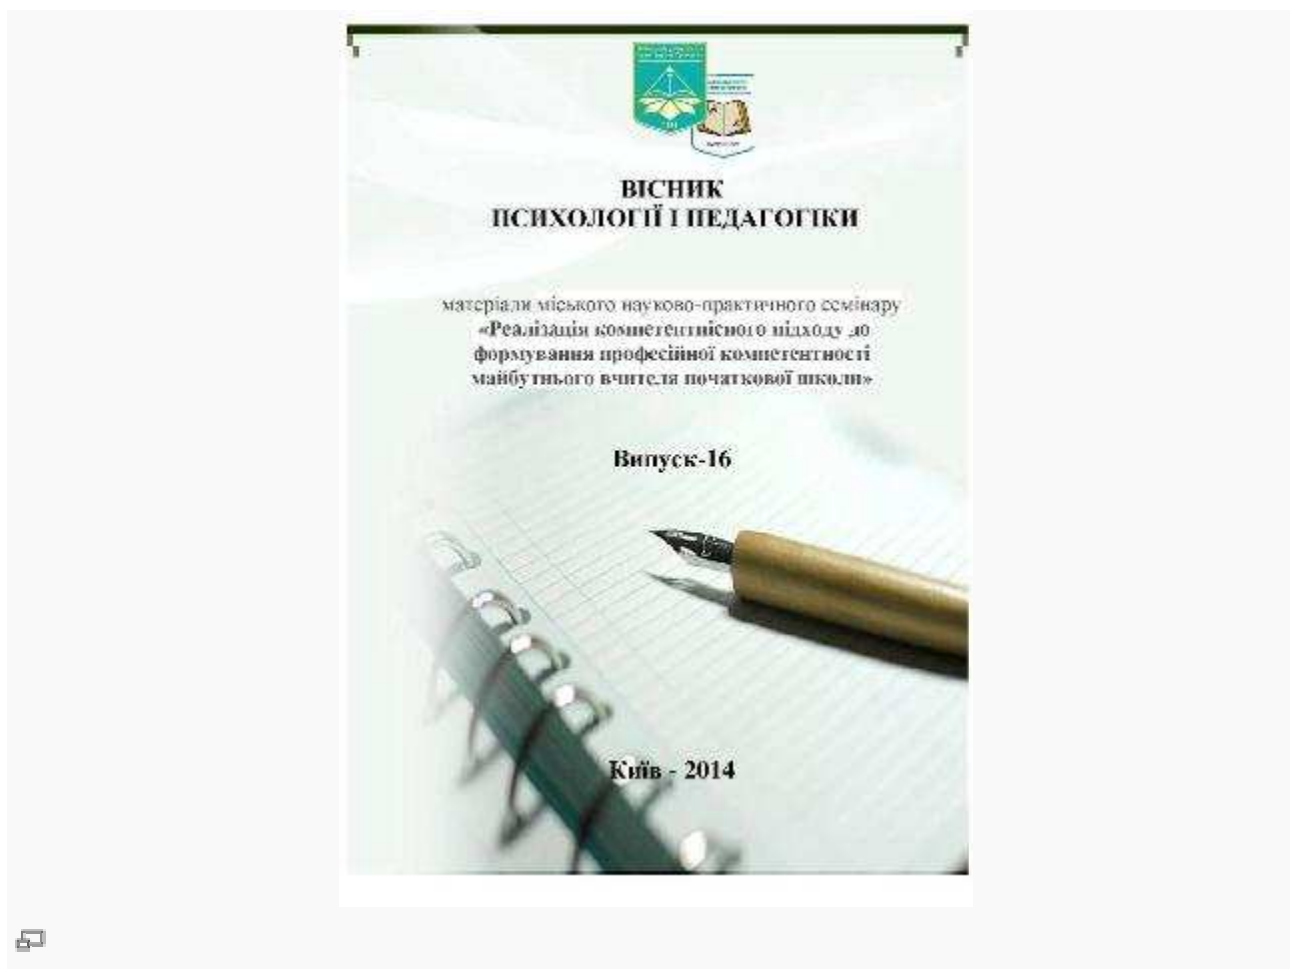 ВІСНИК
ПСИХОЛОГІЇ І ПЕДАГОГІКИ
матеріали міського науково-практичного семінару
«Реалізація компетентнісного підходу до
формування професійної компетентності
майбутнього вчителя початкової школи»
Випуск-16
Київ - 2014